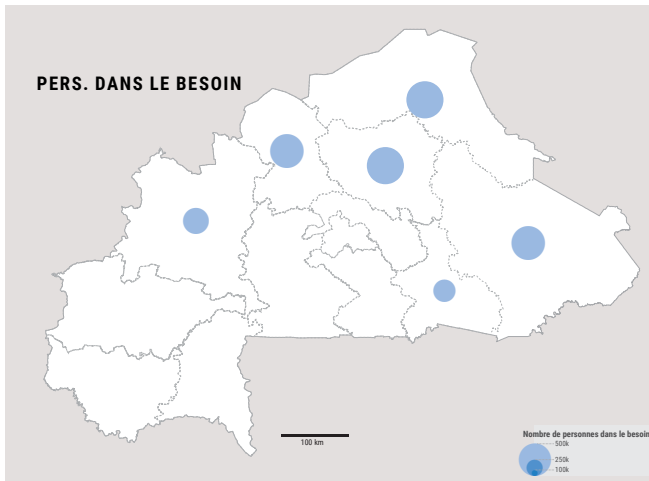 PERS. DANS LE BESOIN
100 km
Nombre de personnes dans le besoin
500k
250k
100k